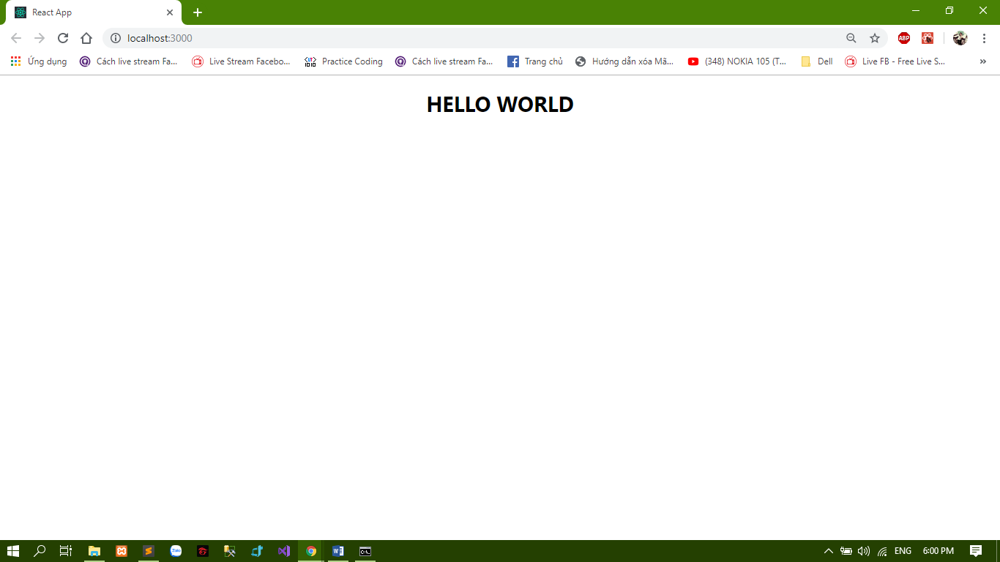 React App
localhost:3000
ABP
Ứng dụng Cách live stream Fa... Live Stream Facebo... Practice Coding Cách live stream Fa... Trang chủ Hướng dẫn xóa Mã... (348) NOKIA 105 (T... Dell Live FB - Free Live S...
HELLO WORLD
Zalo ENG 6:00 PM